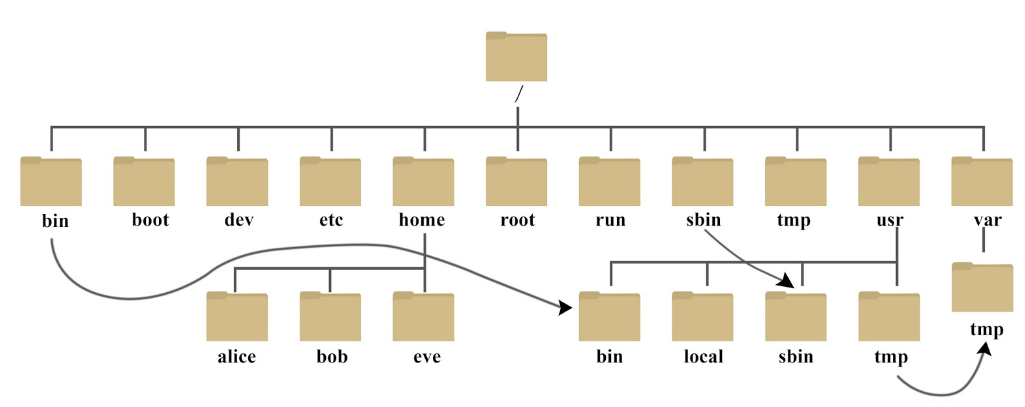 /
bin boot dev etc home root run sbin tmp usr var
alice bob eve bin local sbin tmp tmp